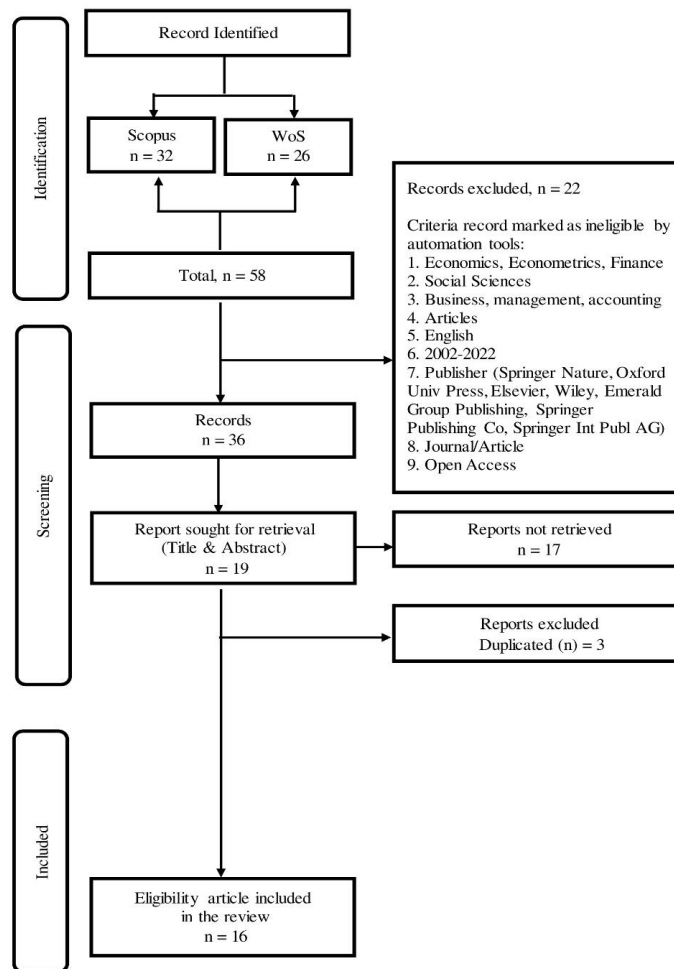 Identification
Record Identified
Scopus
n = 32
WoS
n = 26
Total, n = 58
Records excluded, n = 22
Criteria record marked as ineligible by
automation tools:
1. Economics, Econometrics, Finance
2. Social Sciences
3. Business, management, accounting
4. Articles
5. English
6. 2002-2022
7. Publisher (Springer Nature, Oxford
Univ Press, Elsevier, Wiley, Emerald
Group Publishing, Springer
Publishing Co, Springer Int Publ AG)
8. Journal/Article
9. Open Access
Screening
Records
n = 36
Report sought for retrieval
(Title & Abstract)
n = 19
Reports not retrieved
n = 17
Reports excluded
Duplicated (n) = 3
Included
Eligibility article included
in the review
n = 16